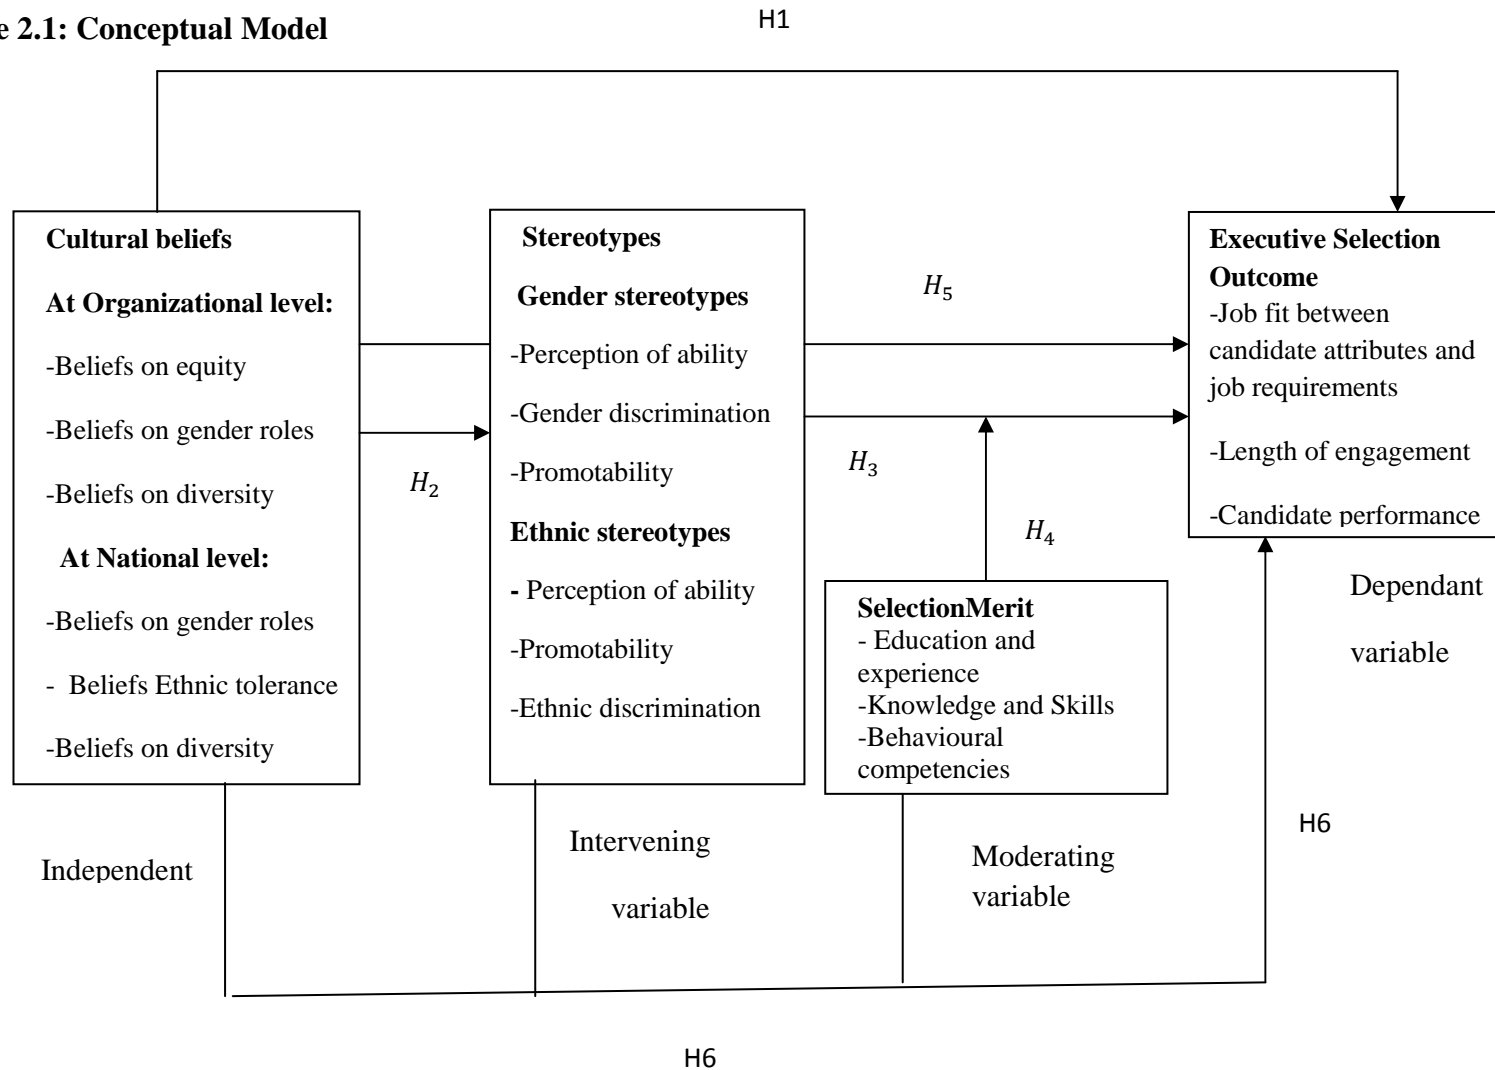 e 2.1: Conceptual Model
H1
Cultural beliefs
At Organizational level:
-Beliefs on equity
-Beliefs on gender roles
-Beliefs on diversity
At National level:
-Beliefs on gender roles
- Beliefs Ethnic tolerance
-Beliefs on diversity
H₂
Stereotypes
Gender stereotypes
-Perception of ability
-Gender discrimination
-Promotability
Ethnic stereotypes
- Perception of ability
-Promotability
-Ethnic discrimination
H₅
H₃
H₄
SelectionMerit
- Education and
experience
-Knowledge and Skills
-Behavioural
competencies
Executive Selection
Outcome
-Job fit between
candidate attributes and
job requirements
-Length of engagement
-Candidate performance
Dependant
variable
Independent
Intervening
variable
Moderating
variable
H6
H6